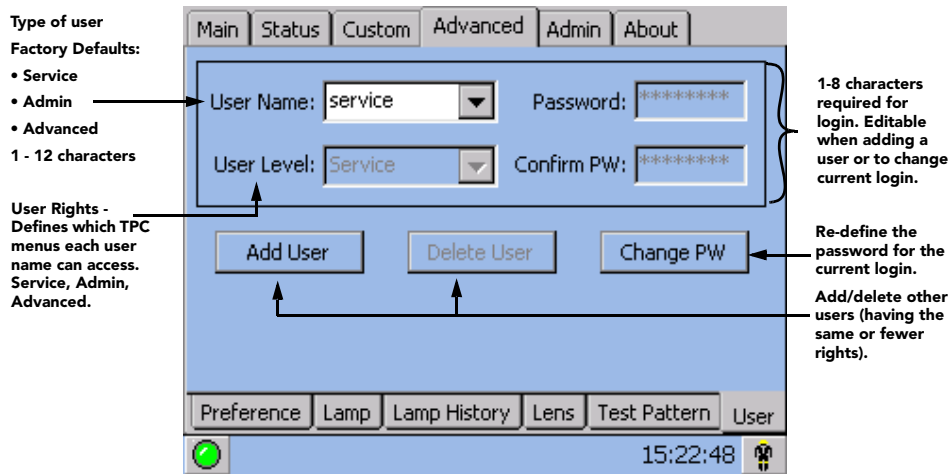 Type of user
Factory Defaults:
• Service
• Admin
• Advanced
1 - 12 characters
User Rights -
Defines which TPC
menus each user
name can access.
Service, Admin,
Advanced.
Main Status Custom Advanced Admin About
User Name: service Password: ********
User Level: Service Confirm PW: ********
Add User Delete User Change PW
Preference Lamp Lamp History Lens Test Pattern User
15:22:48
1-8 characters
required for
login. Editable
when adding a
user or to change
current login.
Re-define the
password for the
current login.
Add/delete other
users (having the
same or fewer
rights).